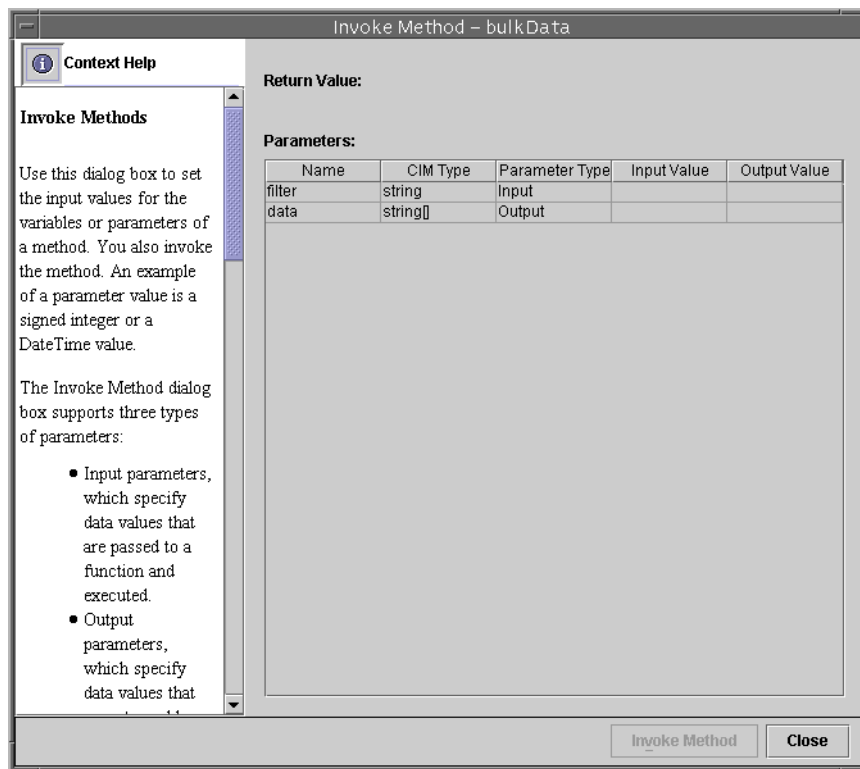 Invoke Method – bulkData
Context Help
Invoke Methods
Use this dialog box to set
the input values for the
variables or parameters of
a method. You also invoke
the method. An example
of a parameter value is a
signed integer or a
DateTime value.
The Invoke Method dialog
box supports three types
of parameters:
● Input parameters,
which specify
data values that
are passed to a
function and
executed.
● Output
parameters,
which specify
data values that
Return Value:
Parameters:
Name CIM Type Parameter Type Input Value Output Value
filter string Input
data string[] Output
Invoke Method Close